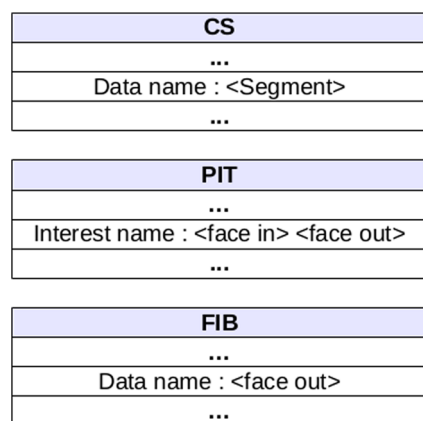 CS
...
Data name : <Segment>
...
PIT
...
Interest name : <face in> <face out>
...
FIB
...
Data name : <face out>
...